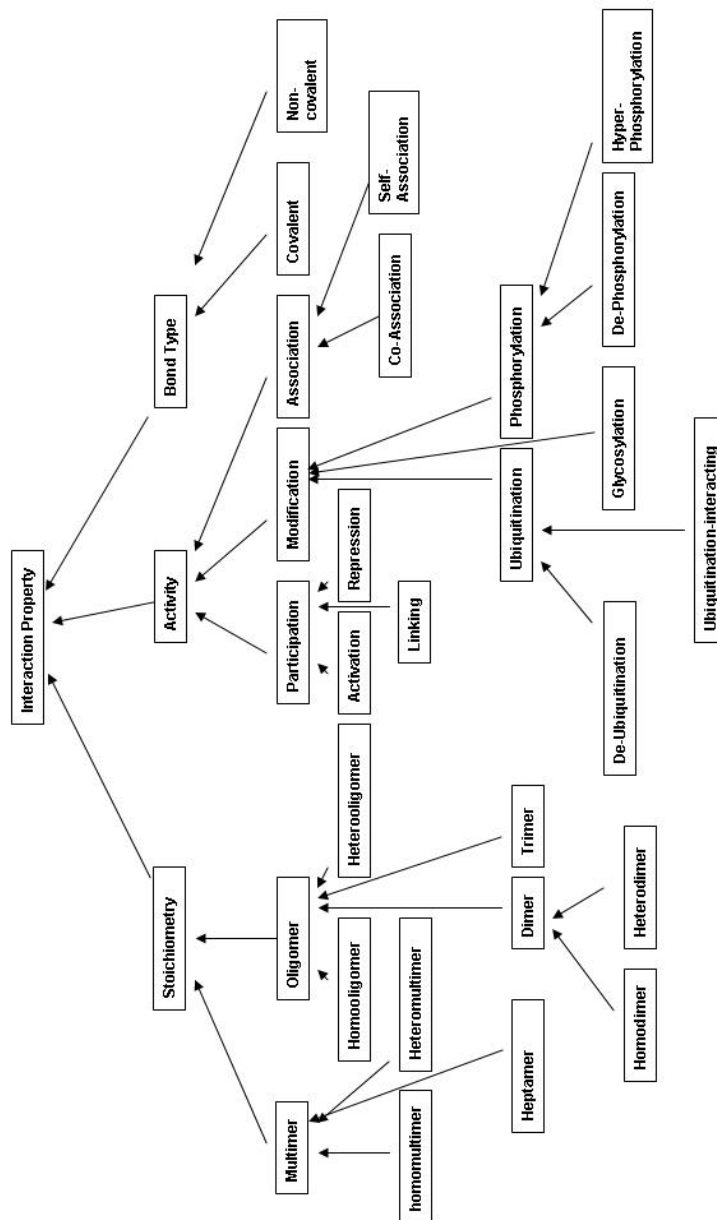 Interaction Property
Stoichiometry
Activity
Bond Type
Multimer
Oligomer
Participation
Modification
Association
Covalent
Non-
covalent
Homooligomer
Heterooligomer
Activation
Repression
homomultimer
Heteromultimer
Linking
Co-Association
Self-
Association
Heptamer
Dimer
Trimer
Ubiquitination
Phosphorylation
Homodimer
Heterodimer
De-Ubiquitination
Glycosylation
De-Phosphorylation
Hyper-
Phosphorylation
Ubiquitination-interacting